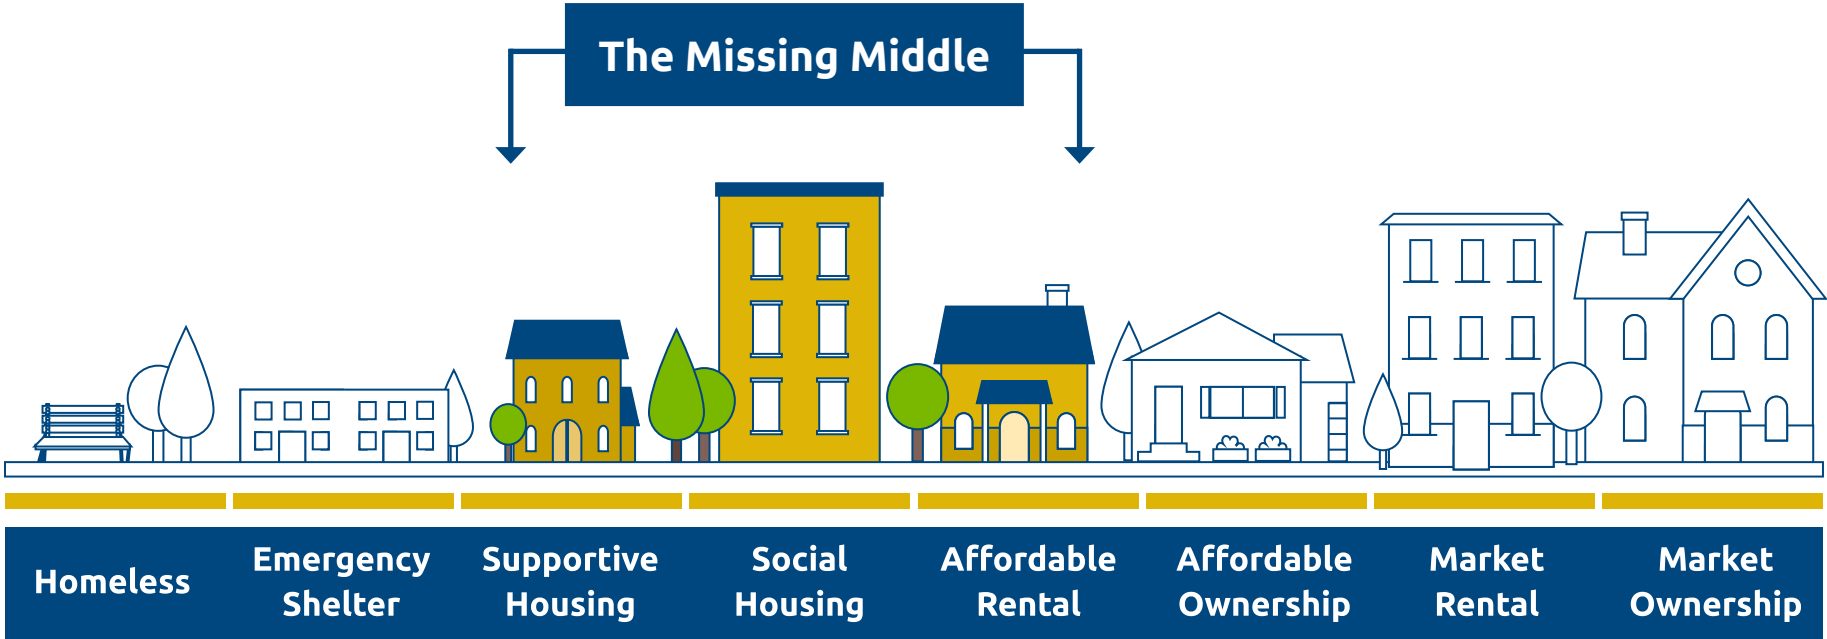 The Missing Middle
Homeless
Emergency
Shelter
Supportive
Housing
Social
Housing
Affordable
Rental
Affordable
Ownership
Market
Rental
Market
Ownership